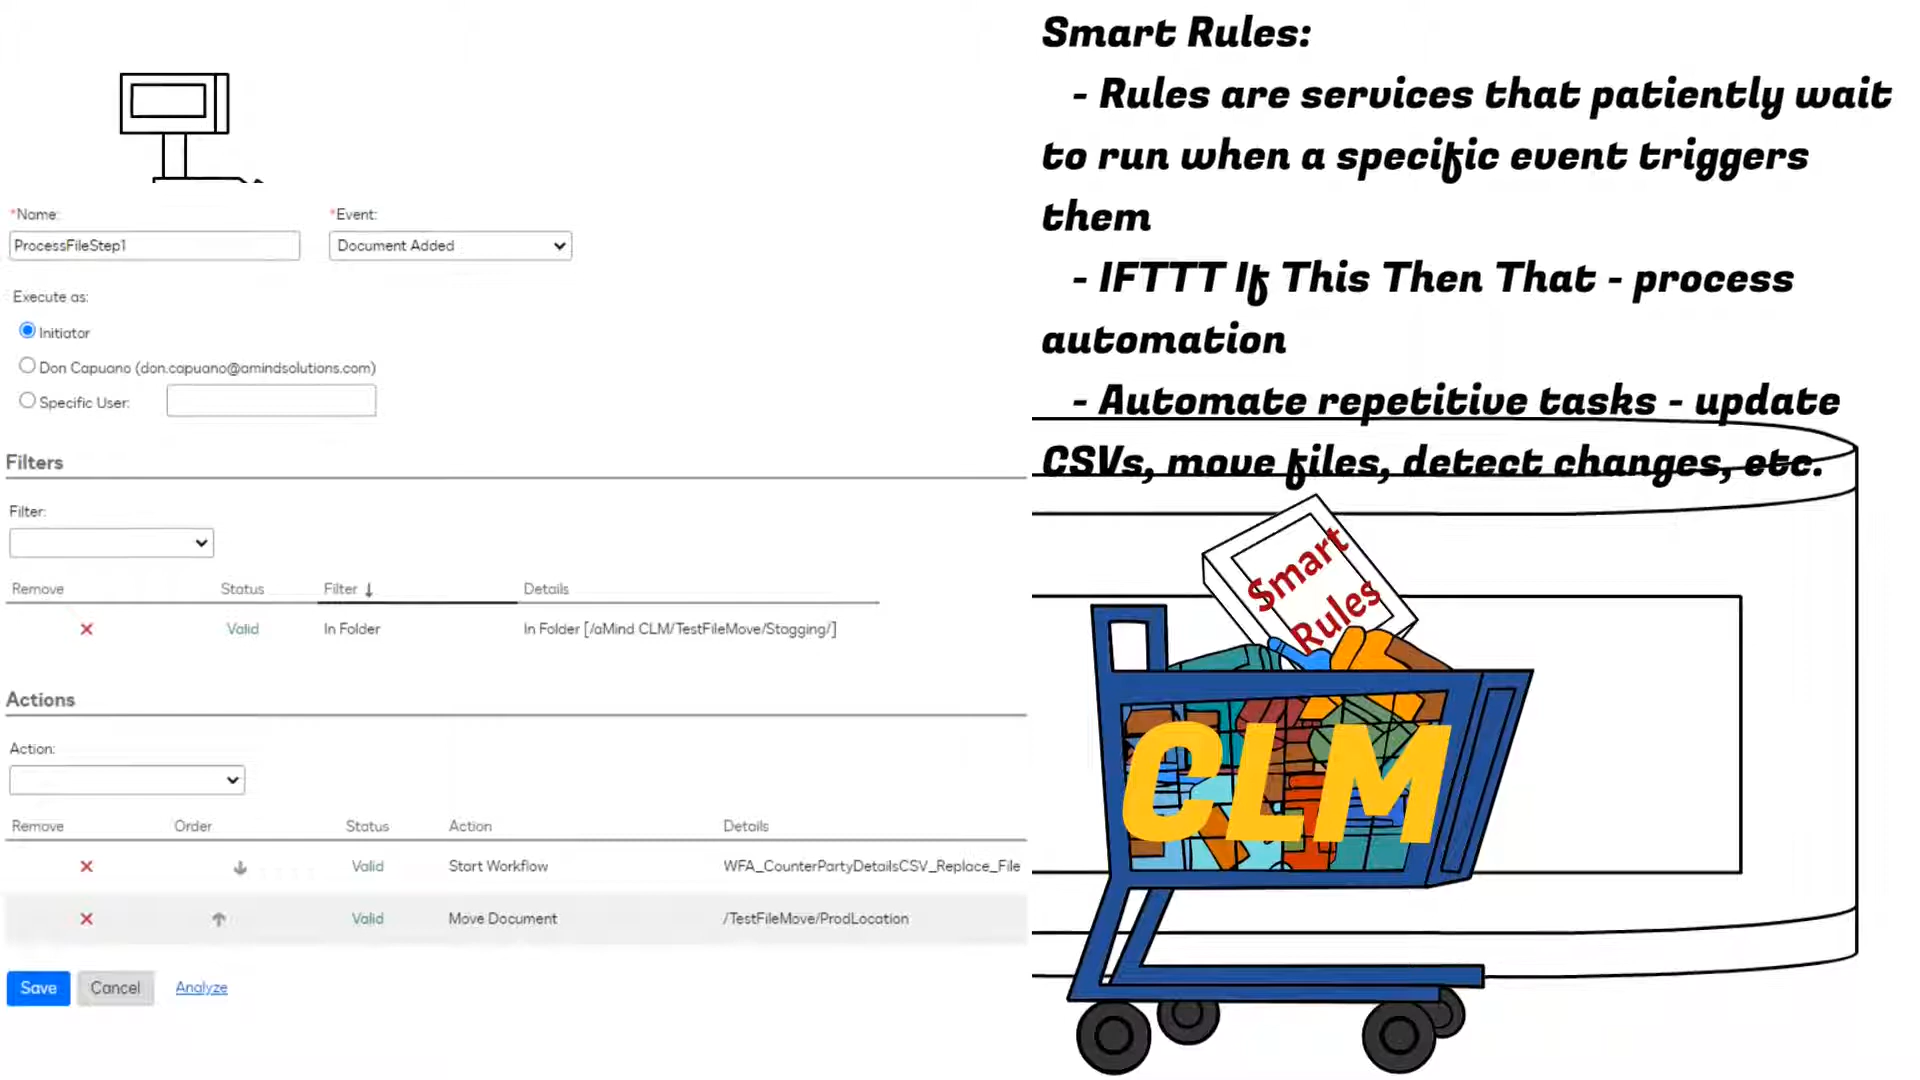 *Name:
*Event:
ProcessFileStep1
Document Added
Execute as:
Initiator
Don Capuano (don.capuano@amindsolutions.com)
Specific User:
Filters
Filter:
Remove Status Filter ↓ Details
Valid In Folder In Folder [/aMind CLM/TestFileMove/Stagging/]
Actions
Action:
Remove Order Status Action Details
Valid Start Workflow WFA_CounterPartyDetailsCSV_Replace_File
Valid Move Document /TestFileMove/ProdLocation
Save Cancel Analyze
Smart Rules:
- Rules are services that patiently wait
to run when a specific event triggers
them
- IFTTT If This Then That - process
automation
- Automate repetitive tasks - update
CSVs, move files, detect changes, etc.
Smart
Rules
CLM